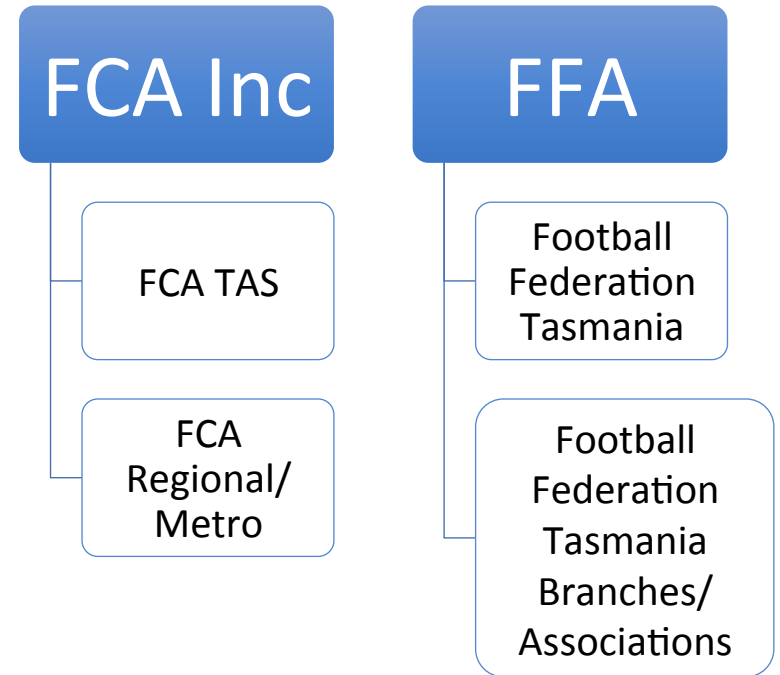 FCA Inc
FCA TAS
FCA
Regional/
Metro
FFA
Football
Federation
Tasmania
Football
Federation
Tasmania
Branches/
Associations